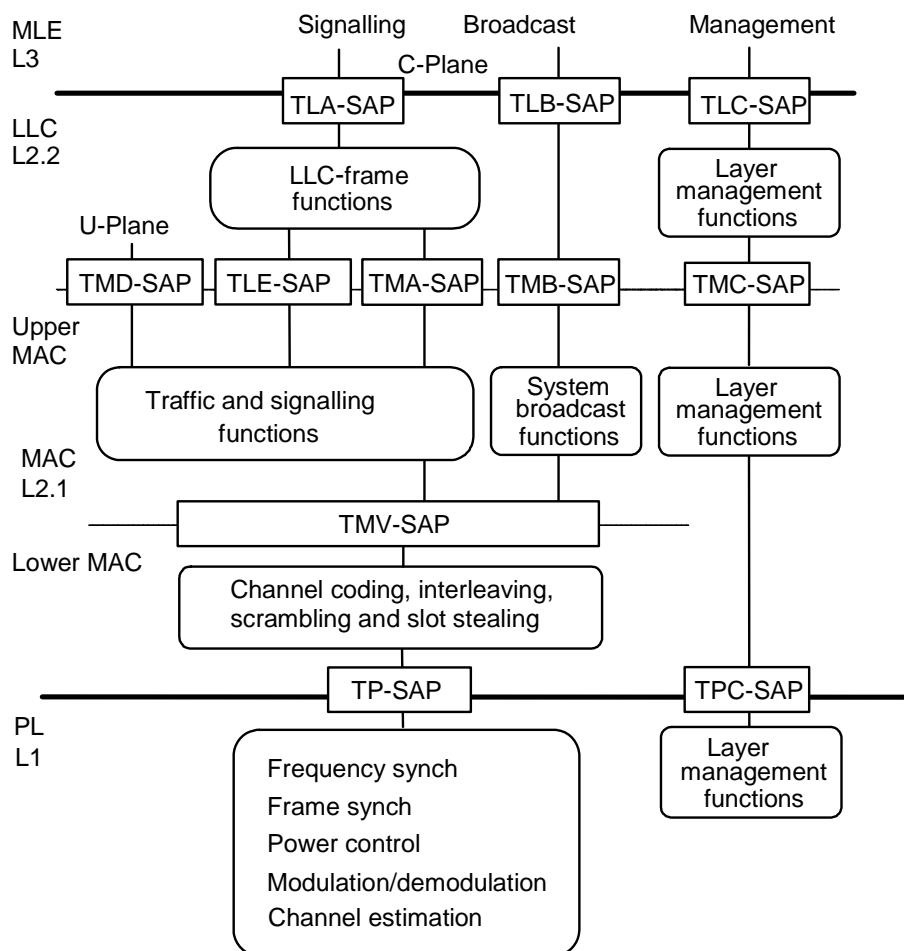 MLE
L3
Signalling
Broadcast
Management
C-Plane
TLA-SAP
TLB-SAP
TLC-SAP
LLC
L2.2
LLC-frame
functions
Layer
management
functions
U-Plane
TMD-SAP
TLE-SAP
TMA-SAP
TMB-SAP
TMC-SAP
Upper
MAC
Traffic and signalling
functions
System
broadcast
functions
Layer
management
functions
MAC
L2.1
TMV-SAP
Lower MAC
Channel coding, interleaving,
scrambling and slot stealing
TP-SAP
TPC-SAP
PL
L1
Frequency synch
Frame synch
Power control
Modulation/demodulation
Channel estimation
Layer
management
functions